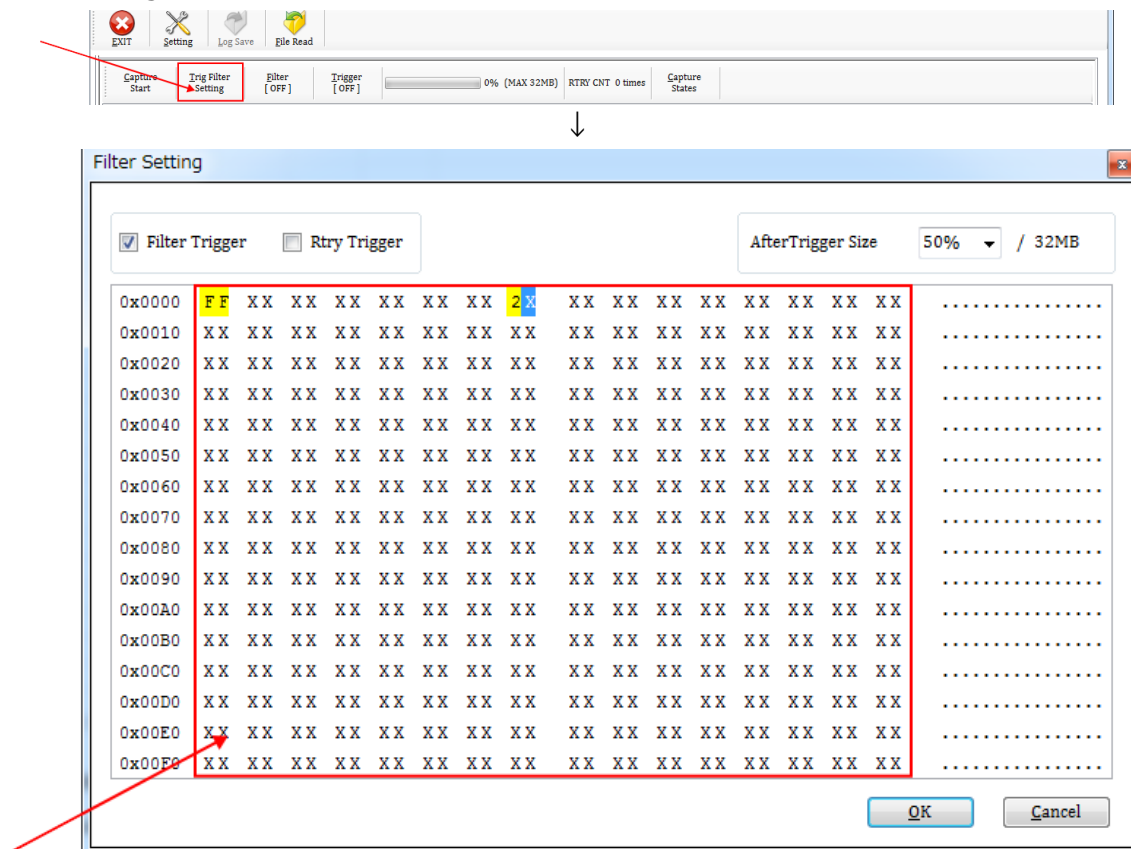 EXIT Setting Log Save File Read
Capture Start Trig Filter Setting Filter [ OFF ] Trigger [ OFF ] 0% (MAX 32MB) RTRY CNT 0 times Capture States
↓
Filter Setting
Filter Trigger Rtry Trigger AfterTrigger Size 50% / 32MB
0x0000 FF XX XX XX XX XX XX 2X XX XX XX XX XX XX XX XX ................
0x0010 XX XX XX XX XX XX XX XX XX XX XX XX XX XX XX XX ................
0x0020 XX XX XX XX XX XX XX XX XX XX XX XX XX XX XX XX ................
0x0030 XX XX XX XX XX XX XX XX XX XX XX XX XX XX XX XX ................
0x0040 XX XX XX XX XX XX XX XX XX XX XX XX XX XX XX XX ................
0x0050 XX XX XX XX XX XX XX XX XX XX XX XX XX XX XX XX ................
0x0060 XX XX XX XX XX XX XX XX XX XX XX XX XX XX XX XX ................
0x0070 XX XX XX XX XX XX XX XX XX XX XX XX XX XX XX XX ................
0x0080 XX XX XX XX XX XX XX XX XX XX XX XX XX XX XX XX ................
0x0090 XX XX XX XX XX XX XX XX XX XX XX XX XX XX XX XX ................
0x00A0 XX XX XX XX XX XX XX XX XX XX XX XX XX XX XX XX ................
0x00B0 XX XX XX XX XX XX XX XX XX XX XX XX XX XX XX XX ................
0x00C0 XX XX XX XX XX XX XX XX XX XX XX XX XX XX XX XX ................
0x00D0 XX XX XX XX XX XX XX XX XX XX XX XX XX XX XX XX ................
0x00E0 XX XX XX XX XX XX XX XX XX XX XX XX XX XX XX XX ................
0x00F0 XX XX XX XX XX XX XX XX XX XX XX XX XX XX XX XX ................
OK Cancel